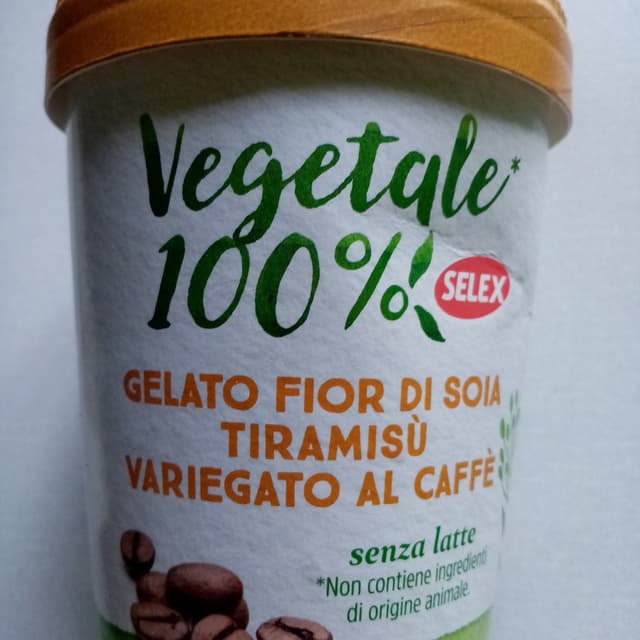 Vegetale*
100%
SELEX
GELATO FIOR DI SOIA
TIRAMISÙ
VARIEGATO AL CAFFÈ
senza latte
*Non contiene ingredienti
di origine animale.